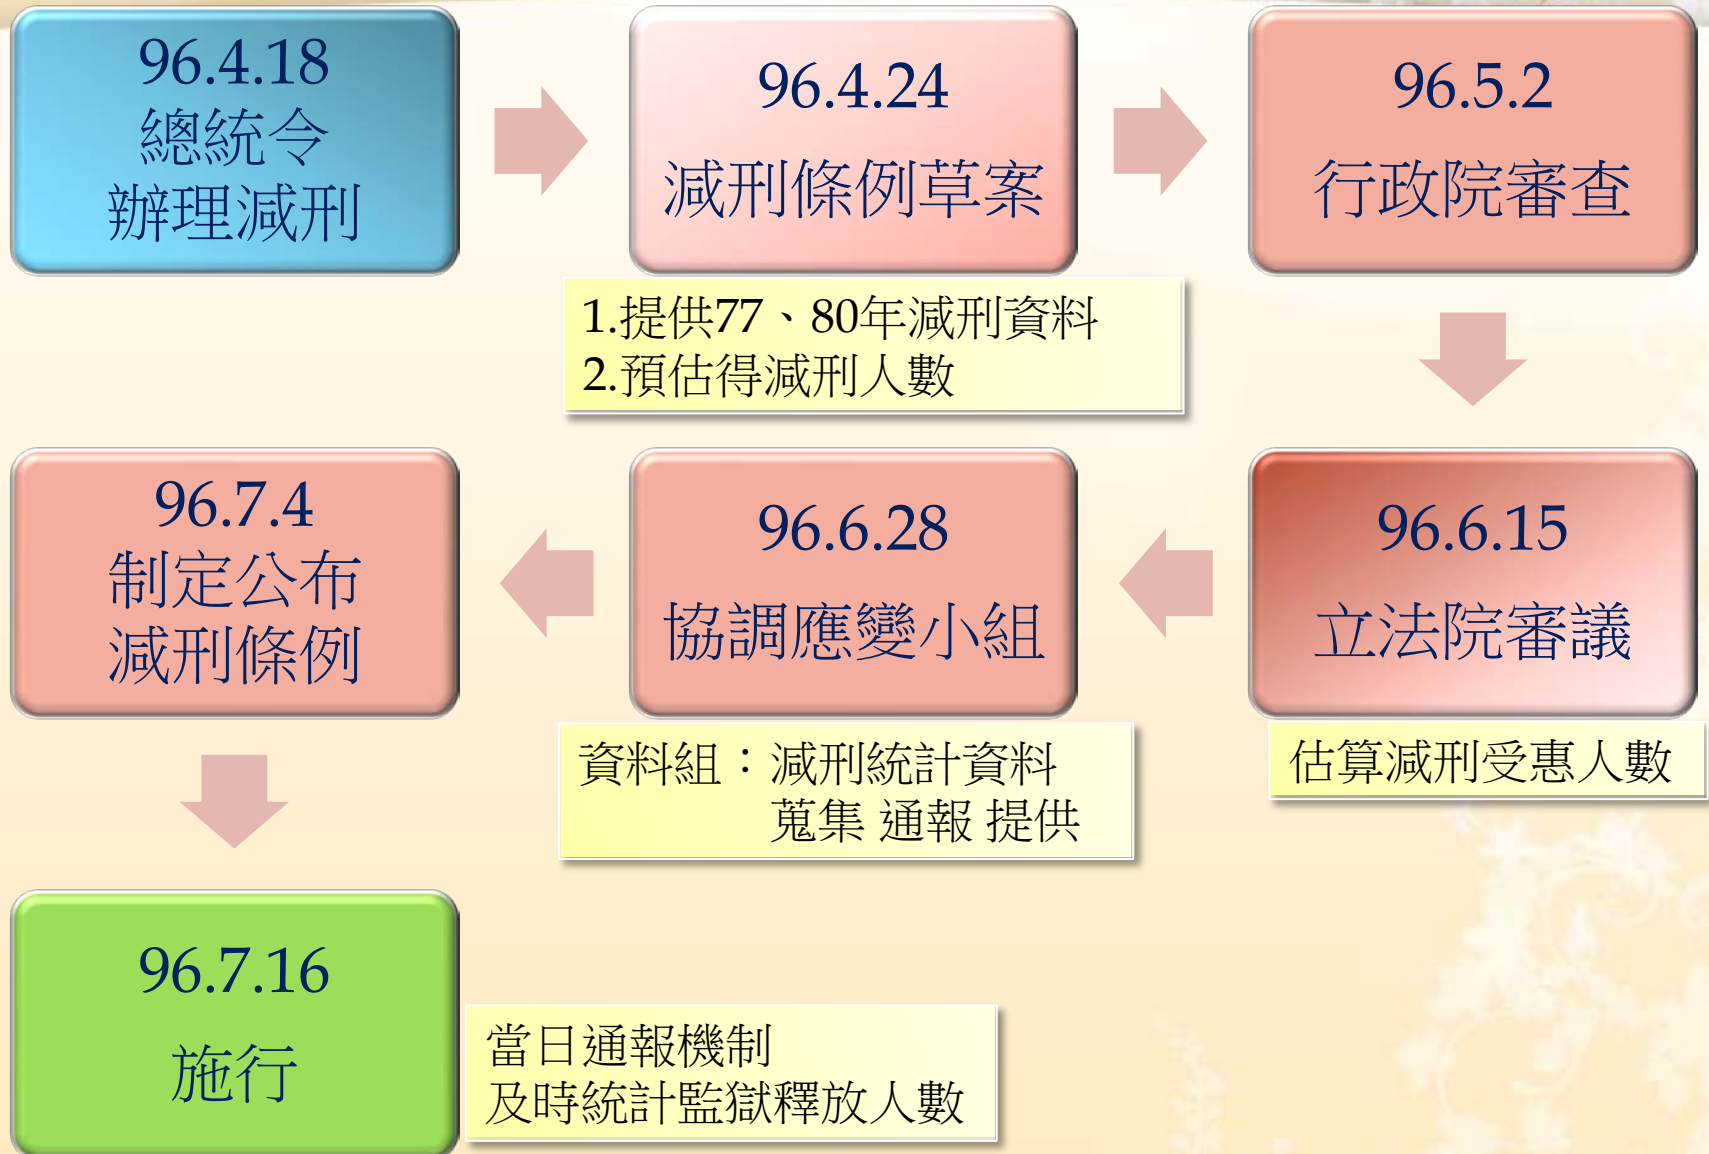 96.4.18
總統令
辦理減刑
96.4.24
減刑條例草案
1.提供77、80年減刑資料
2.預估得減刑人數
96.5.2
行政院審查
96.6.15
立法院審議
估算減刑受惠人數
96.6.28
協調應變小組
資料組：減刑統計資料
蒐集 通報 提供
96.7.4
制定公布
減刑條例
96.7.16
施行
當日通報機制
及時統計監獄釋放人數